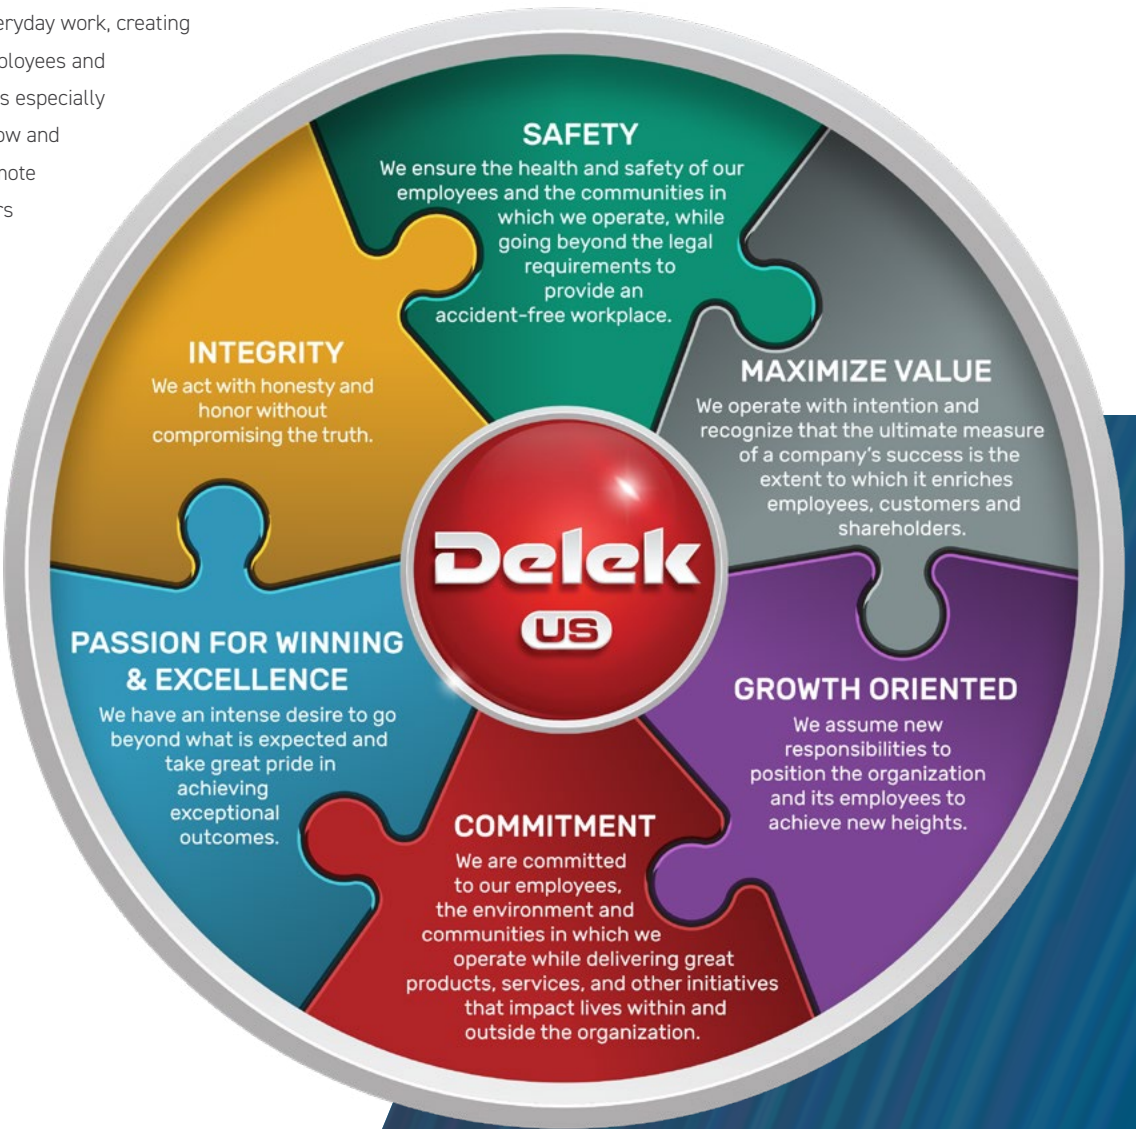 eryday work, creating
ployees and
s especially
ow and
mote
rs
SAFETY
We ensure the health and safety of our
employees and the communities in
which we operate, while
going beyond the legal
requirements to
provide an
accident-free workplace.
MAXIMIZE VALUE
We operate with intention and
recognize that the ultimate measure
of a company's success is the
extent to which it enriches
employees, customers and
shareholders.
GROWTH ORIENTED
We assume new
responsibilities to
position the organization
and its employees to
achieve new heights.
COMMITMENT
We are committed
to our employees,
the environment and
communities in which we
operate while delivering great
products, services, and other initiatives
that impact lives within and
outside the organization.
PASSION FOR WINNING
& EXCELLENCE
We have an intense desire to go
beyond what is expected and
take great pride in
achieving
exceptional
outcomes.
INTEGRITY
We act with honesty and
honor without
compromising the truth.
Delek
US